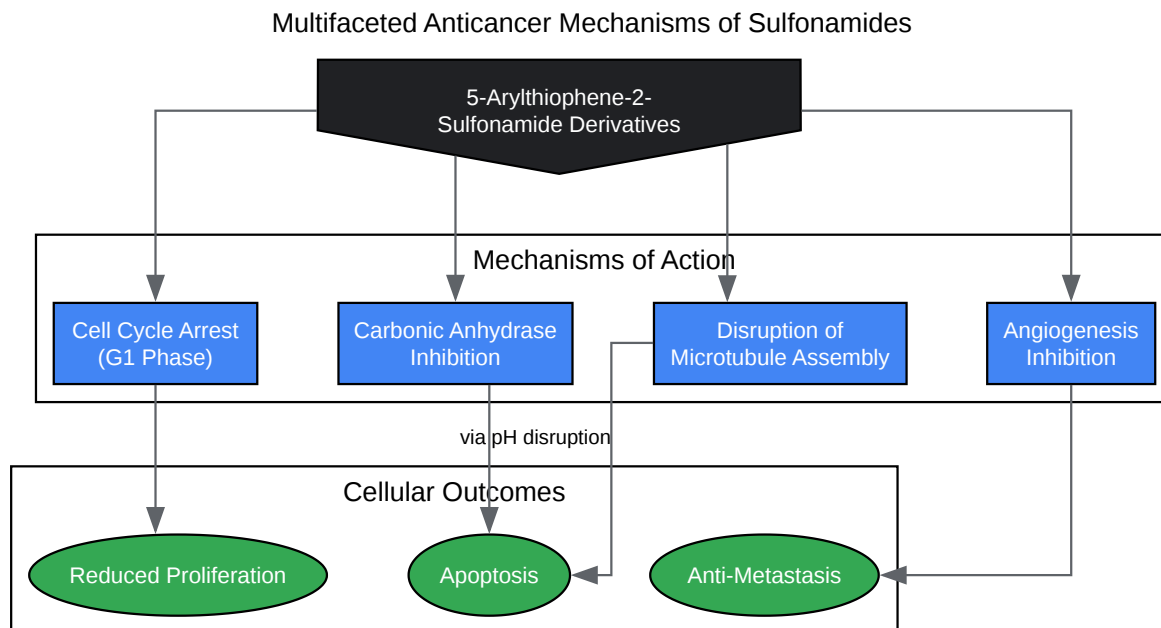 Multifaceted Anticancer Mechanisms of Sulfonamides
5-Arylthiophene-2-
Sulfonamide Derivatives
Mechanisms of Action
Cell Cycle Arrest
(G1 Phase)
Carbonic Anhydrase
Inhibition
Disruption of
Microtubule Assembly
Angiogenesis
Inhibition
via pH disruption
Cellular Outcomes
Reduced Proliferation
Apoptosis
Anti-Metastasis